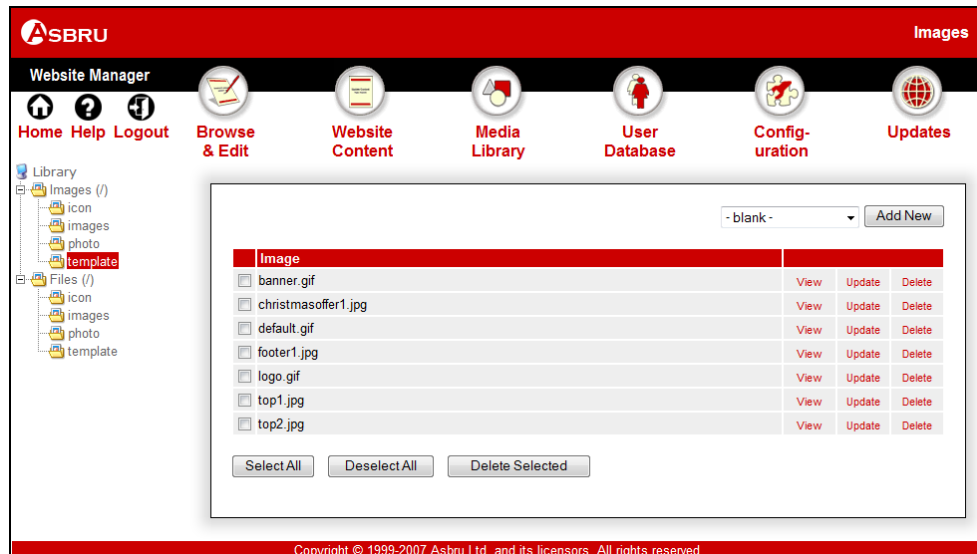 ASBRU
Images
Website Manager
Home Help Logout
Browse & Edit
Website Content
Media Library
User Database
Config-uration
Updates
Library
Images (/)
icon
images
photo
template
Files (/)
icon
images
photo
template
- blank -
Add New
Image
banner.gif View Update Delete
christmasoffer1.jpg View Update Delete
default.gif View Update Delete
footer1.jpg View Update Delete
logo.gif View Update Delete
top1.jpg View Update Delete
top2.jpg View Update Delete
Select All Deselect All Delete Selected
Copyright © 1999-2007 Asbru Ltd. and its licensors. All rights reserved.